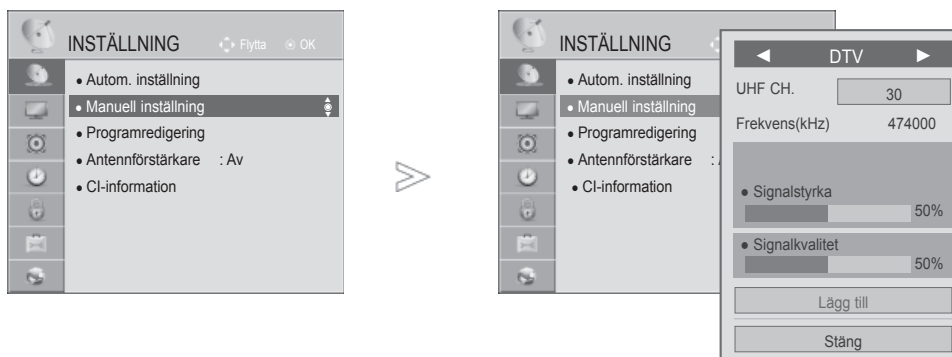 INSTÄLLNING Flytta OK
• Autom. inställning
• Manuell inställning
• Programredigering
• Antennförstärkare : Av
• CI-information
INSTÄLLNING
• Autom. inställning
• Manuell inställning
• Programredigering
• Antennförstärkare :
• CI-information
◄ DTV ►
UHF CH. 30
Frekvens(kHz) 474000
• Signalstyrka
50%
• Signalkvalitet
50%
Lägg till
Stäng